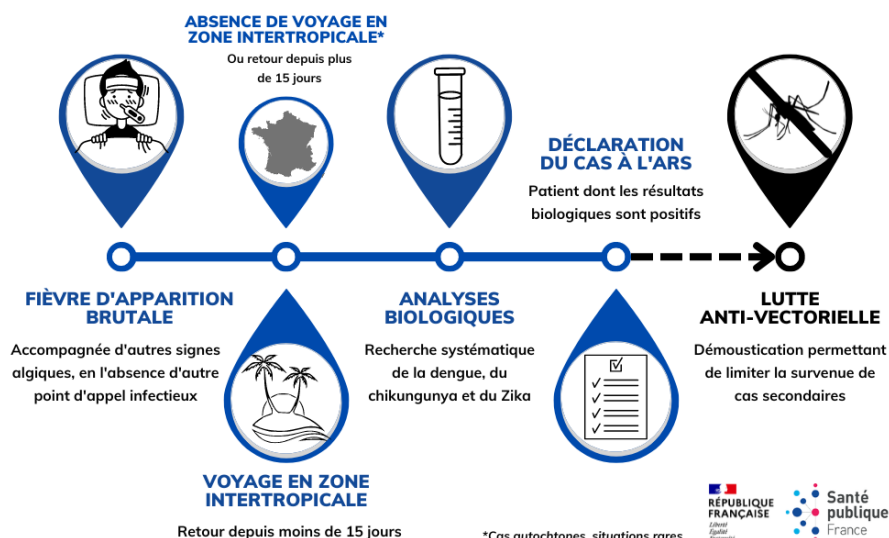 ABSENCE DE VOYAGE EN
ZONE INTERTROPICALE*
Ou retour depuis plus
de 15 jours
DÉCLARATION
DU CAS À L'ARS
Patient dont les résultats
biologiques sont positifs
FIÈVRE D'APPARITION
BRUTALE
Accompagnée d'autres signes
algiques, en l'absence d'autre
point d'appel infectieux
ANALYSES
BIOLOGIQUES
Recherche systématique
de la dengue, du
chikungunya et du Zika
LUTTE
ANTI-VECTORIELLE
Démoustication permettant
de limiter la survenue de
cas secondaires
VOYAGE EN ZONE
INTERTROPICALE
Retour depuis moins de 15 jours
*Cas autochtones, situations rares
RÉPUBLIQUE
FRANÇAISE
Liberté
Égalité
Santé
publique
France